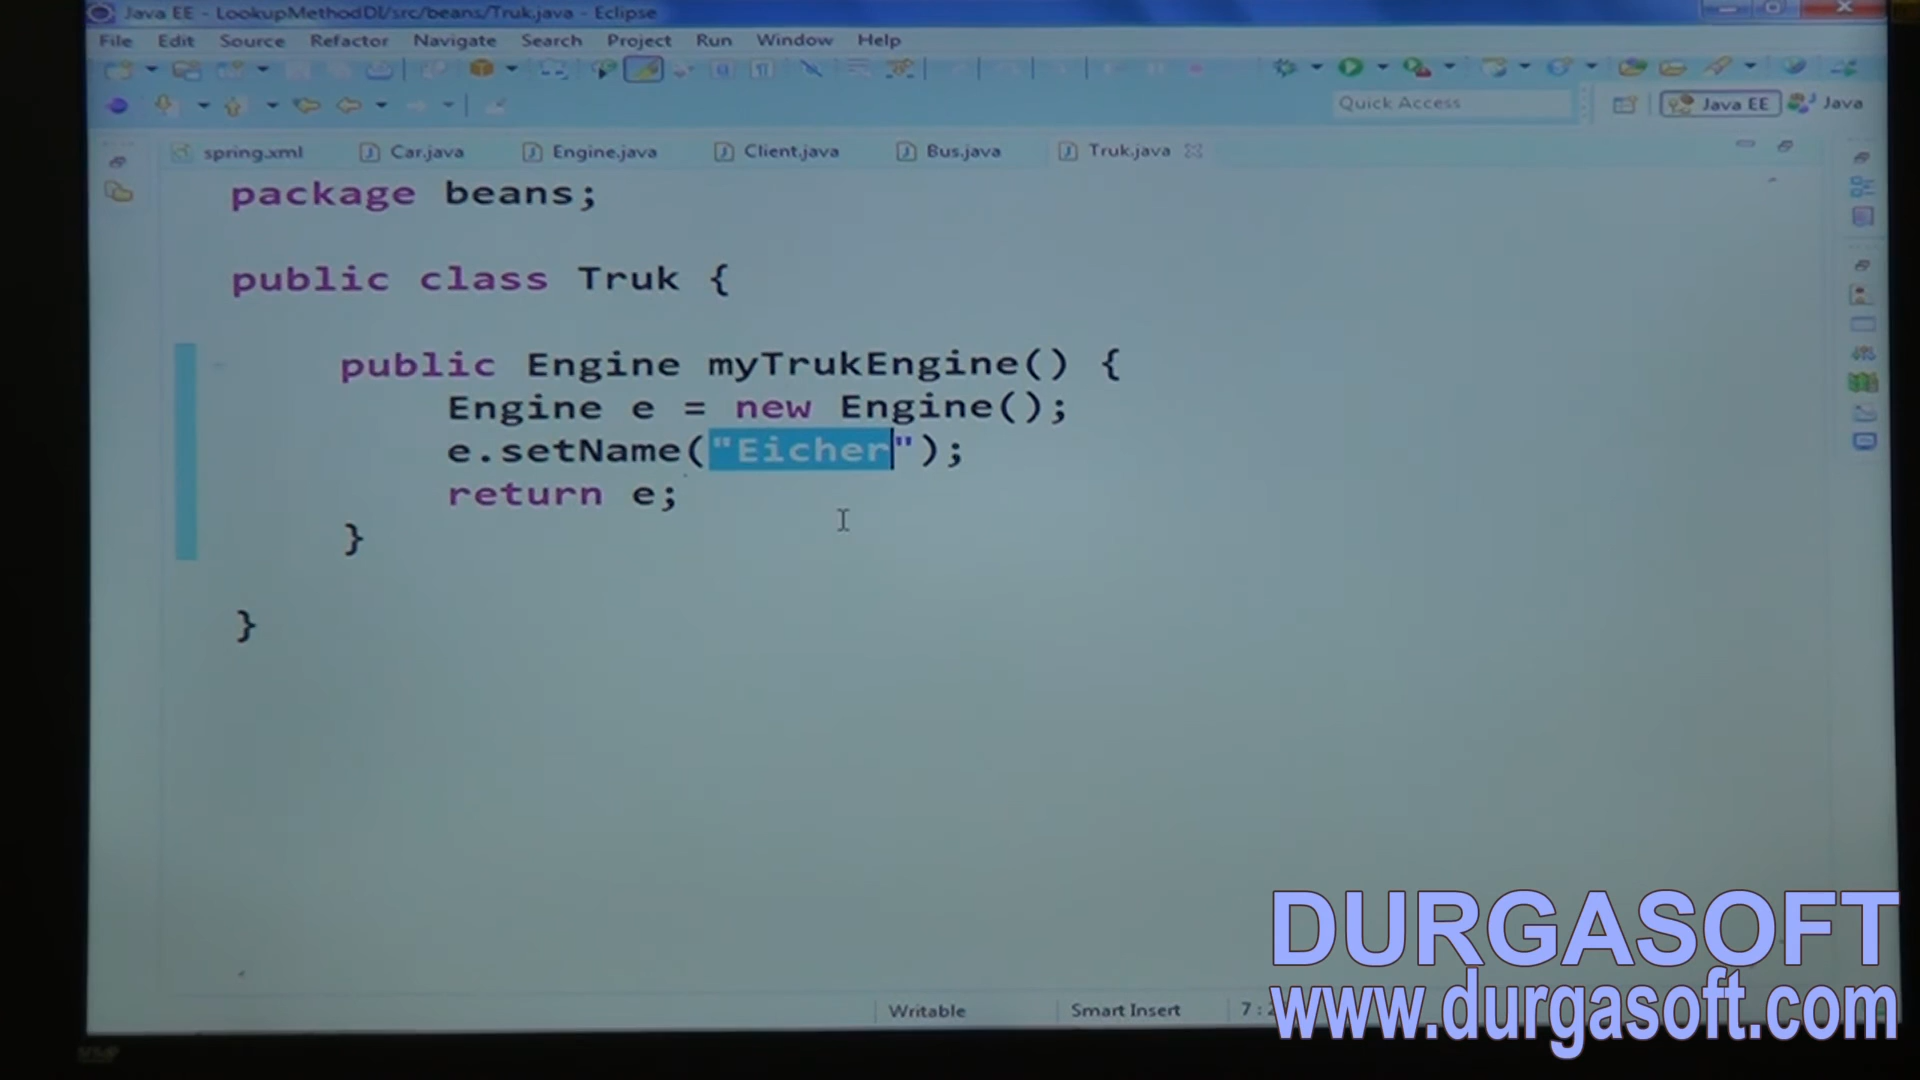 Java EE - LookupMethodDI/src/beans/Truk.java - Eclipse
File Edit Source Refactor Navigate Search Project Run Window Help
Quick Access Java EE Java
spring.xml Car.java Engine.java Client.java Bus.java Truk.java
package beans;
public class Truk {
public Engine myTrukEngine() {
Engine e = new Engine();
e.setName("Eicher");
return e;
}
}
Writable Smart Insert
DURGASOFT
www.durgasoft.com